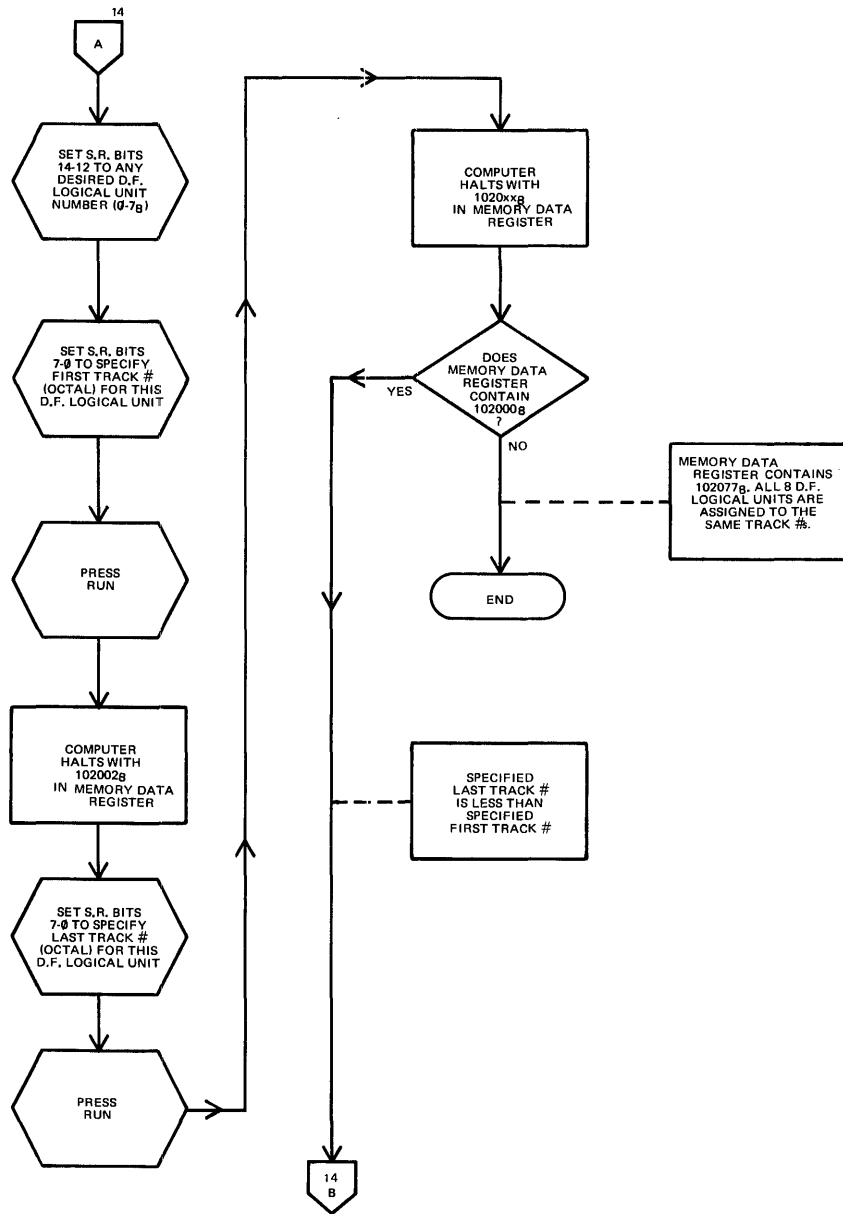 14
A
SET S.R. BITS
14-12 TO ANY
DESIRED D.F.
LOGICAL UNIT
NUMBER (0-7₈)
SET S.R. BITS
7-0 TO SPECIFY
FIRST TRACK #
(OCTAL) FOR THIS
D.F. LOGICAL UNIT
PRESS
RUN
COMPUTER
HALTS WITH
102002₈
IN MEMORY DATA
REGISTER
SET S.R. BITS
7-0 TO SPECIFY
LAST TRACK #
(OCTAL) FOR THIS
D.F. LOGICAL UNIT
PRESS
RUN
COMPUTER
HALTS WITH
1020XX₈
IN MEMORY DATA
REGISTER
DOES
MEMORY DATA
REGISTER
CONTAIN
102000₈
?
YES
NO
MEMORY DATA
REGISTER CONTAINS
102077₈. ALL 8 D.F.
LOGICAL UNITS ARE
ASSIGNED TO THE
SAME TRACK #s.
END
SPECIFIED
LAST TRACK #
IS LESS THAN
SPECIFIED
FIRST TRACK #
14
B